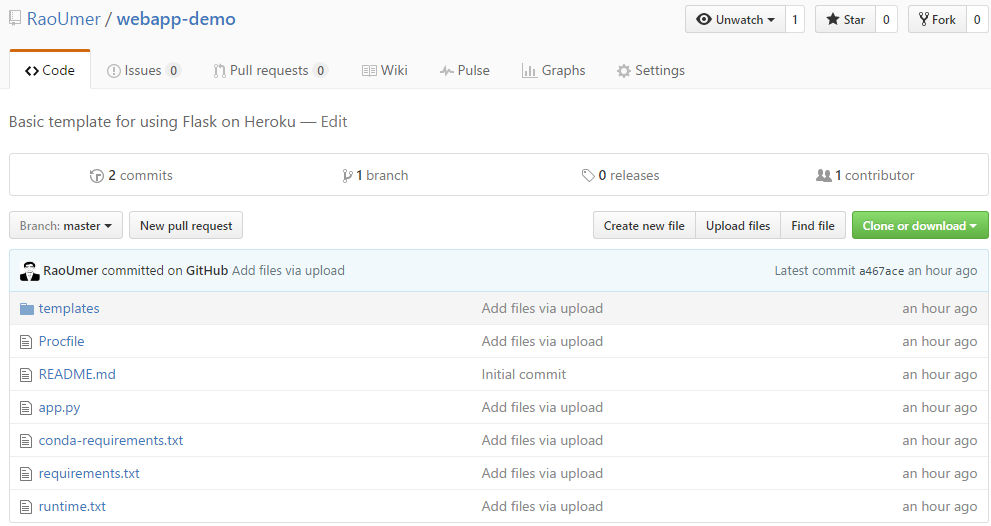 RaoUmer / webapp-demo Unwatch 1 Star 0 Fork 0
Code Issues 0 Pull requests 0 Wiki Pulse Graphs Settings
Basic template for using Flask on Heroku — Edit
2 commits 1 branch 0 releases 1 contributor
Branch: master New pull request Create new file Upload files Find file Clone or download
RaoUmer committed on GitHub Add files via upload Latest commit a467ace an hour ago
templates Add files via upload an hour ago
Procfile Add files via upload an hour ago
README.md Initial commit an hour ago
app.py Add files via upload an hour ago
conda-requirements.txt Add files via upload an hour ago
requirements.txt Add files via upload an hour ago
runtime.txt Add files via upload an hour ago